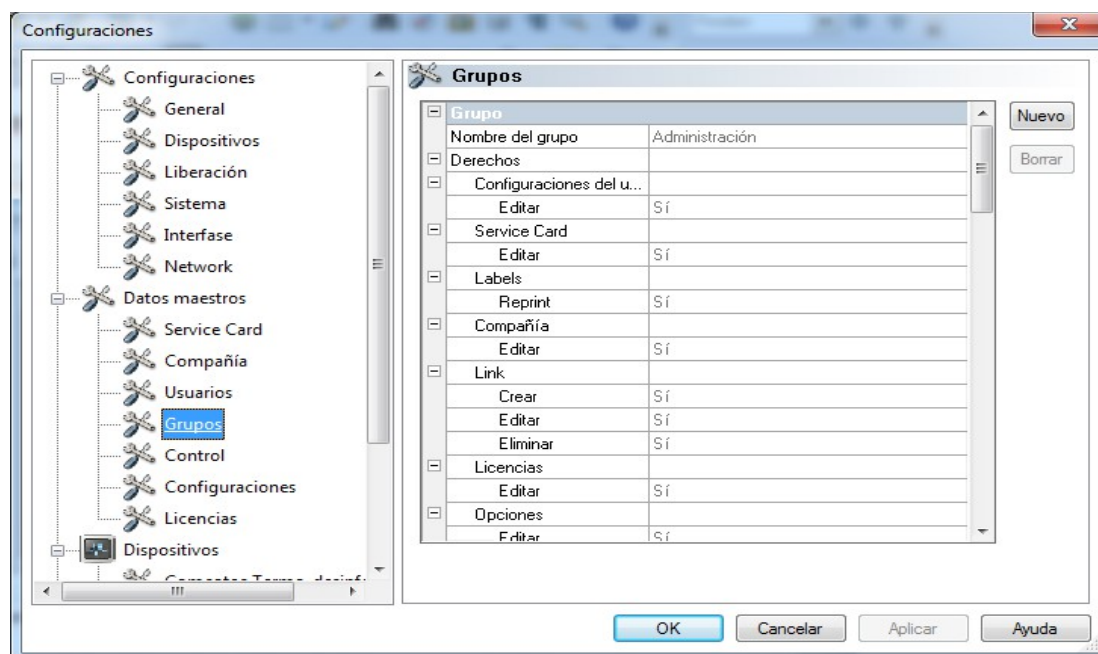 Configuraciones
Configuraciones
General
Dispositivos
Liberación
Sistema
Interfase
Network
Datos maestros
Service Card
Compañía
Usuarios
Grupos
Control
Configuraciones
Licencias
Dispositivos
Grupos
Grupo
Nombre del grupo Administración
Derechos
Configuraciones del u...
Editar Sí
Service Card
Editar Sí
Labels
Reprint Sí
Compañía
Editar Sí
Link
Crear Sí
Editar Sí
Eliminar Sí
Licencias
Editar Sí
Opciones
Editar Sí
Nuevo
Borrar
OK Cancelar Aplicar Ayuda